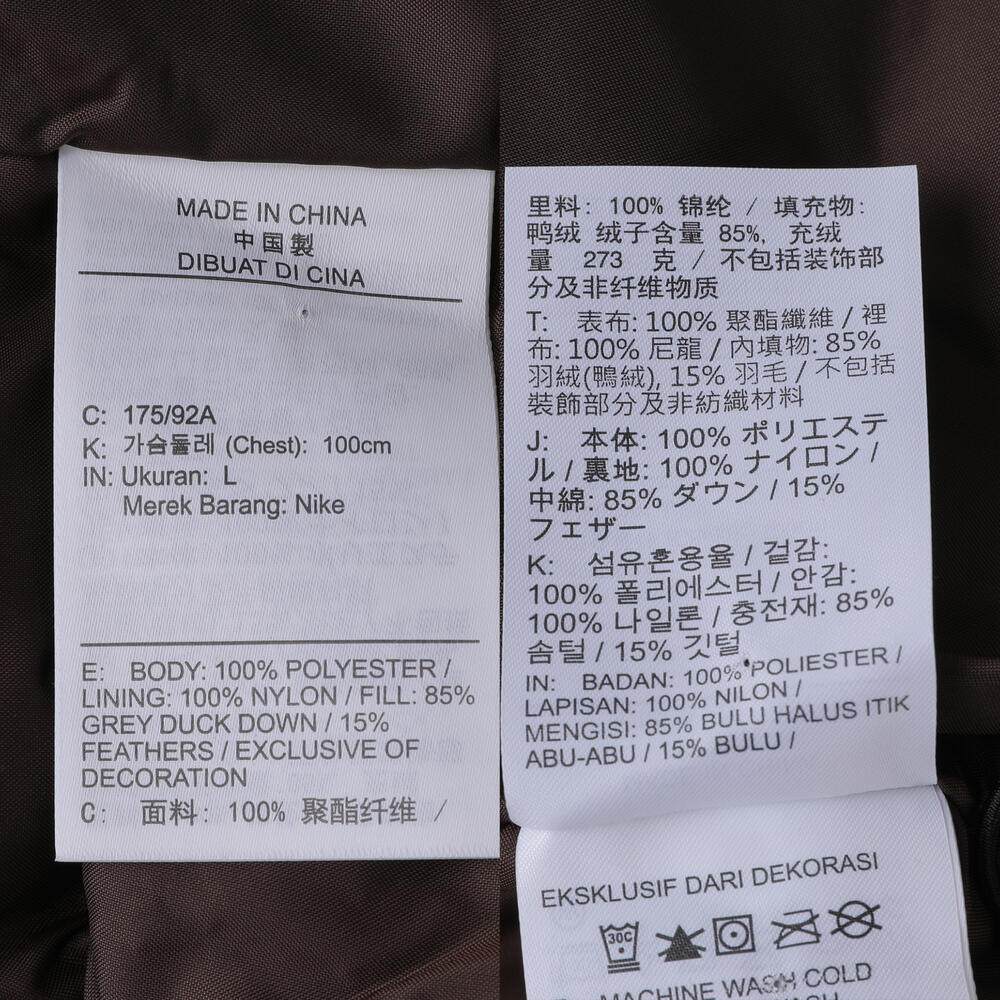 MADE IN CHINA
中国製
DIBUAT DI CINA
C: 175/92A
K: 가슴둘레 (Chest): 100cm
IN: Ukuran: L
Merek Barang: Nike
E: BODY: 100% POLYESTER /
LINING: 100% NYLON / FILL: 85%
GREY DUCK DOWN / 15%
FEATHERS / EXCLUSIVE OF
DECORATION
C: 面料: 100% 聚酯纤维 /
里料: 100% 锦纶 / 填充物:
鸭绒 绒子含量 85%, 充绒
量 273 克 / 不包括装饰部
分及非纤维物质
T: 表布: 100% 聚酯纖維 / 裡
布: 100% 尼龍 / 內填物: 85%
羽絨(鴨絨), 15% 羽毛 / 不包括
裝飾部分及非紡織材料
J: 本体: 100% ポリエステ
ル / 裏地: 100% ナイロン /
中綿: 85% ダウン / 15%
フェザー
K: 섬유혼용율 / 겉감:
100% 폴리에스터 / 안감:
100% 나일론 / 충전재: 85%
솜털 / 15% 깃털
IN: BADAN: 100% POLIESTER /
LAPISAN: 100% NILON /
MENGISI: 85% BULU HALUS ITIK
ABU-ABU / 15% BULU /
EKSKLUSIF DARI DEKORASI
30C
MACHINE WASH COLD